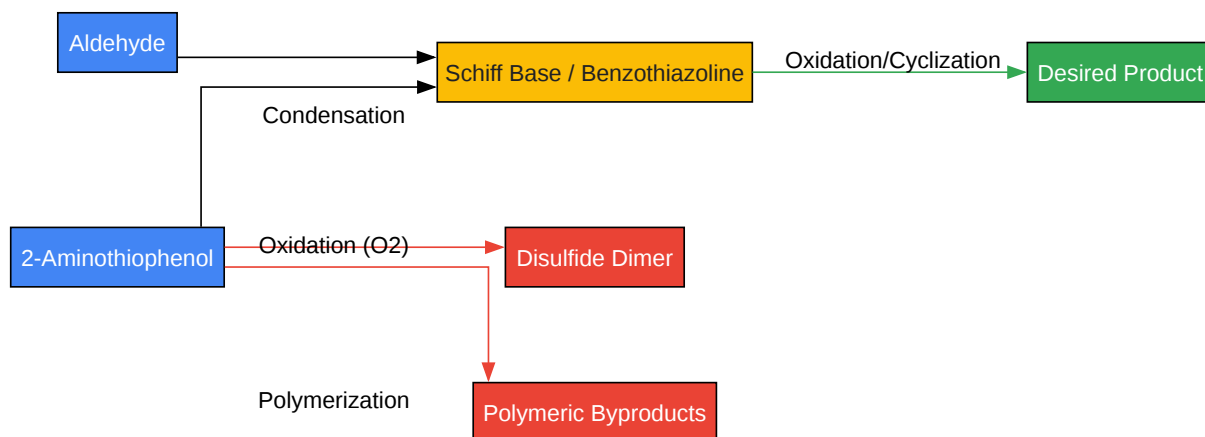 Aldehyde
Schiff Base / Benzothiazoline
Oxidation/Cyclization
Desired Product
Condensation
2-Aminothiophenol
Oxidation (O2)
Disulfide Dimer
Polymerization
Polymeric Byproducts